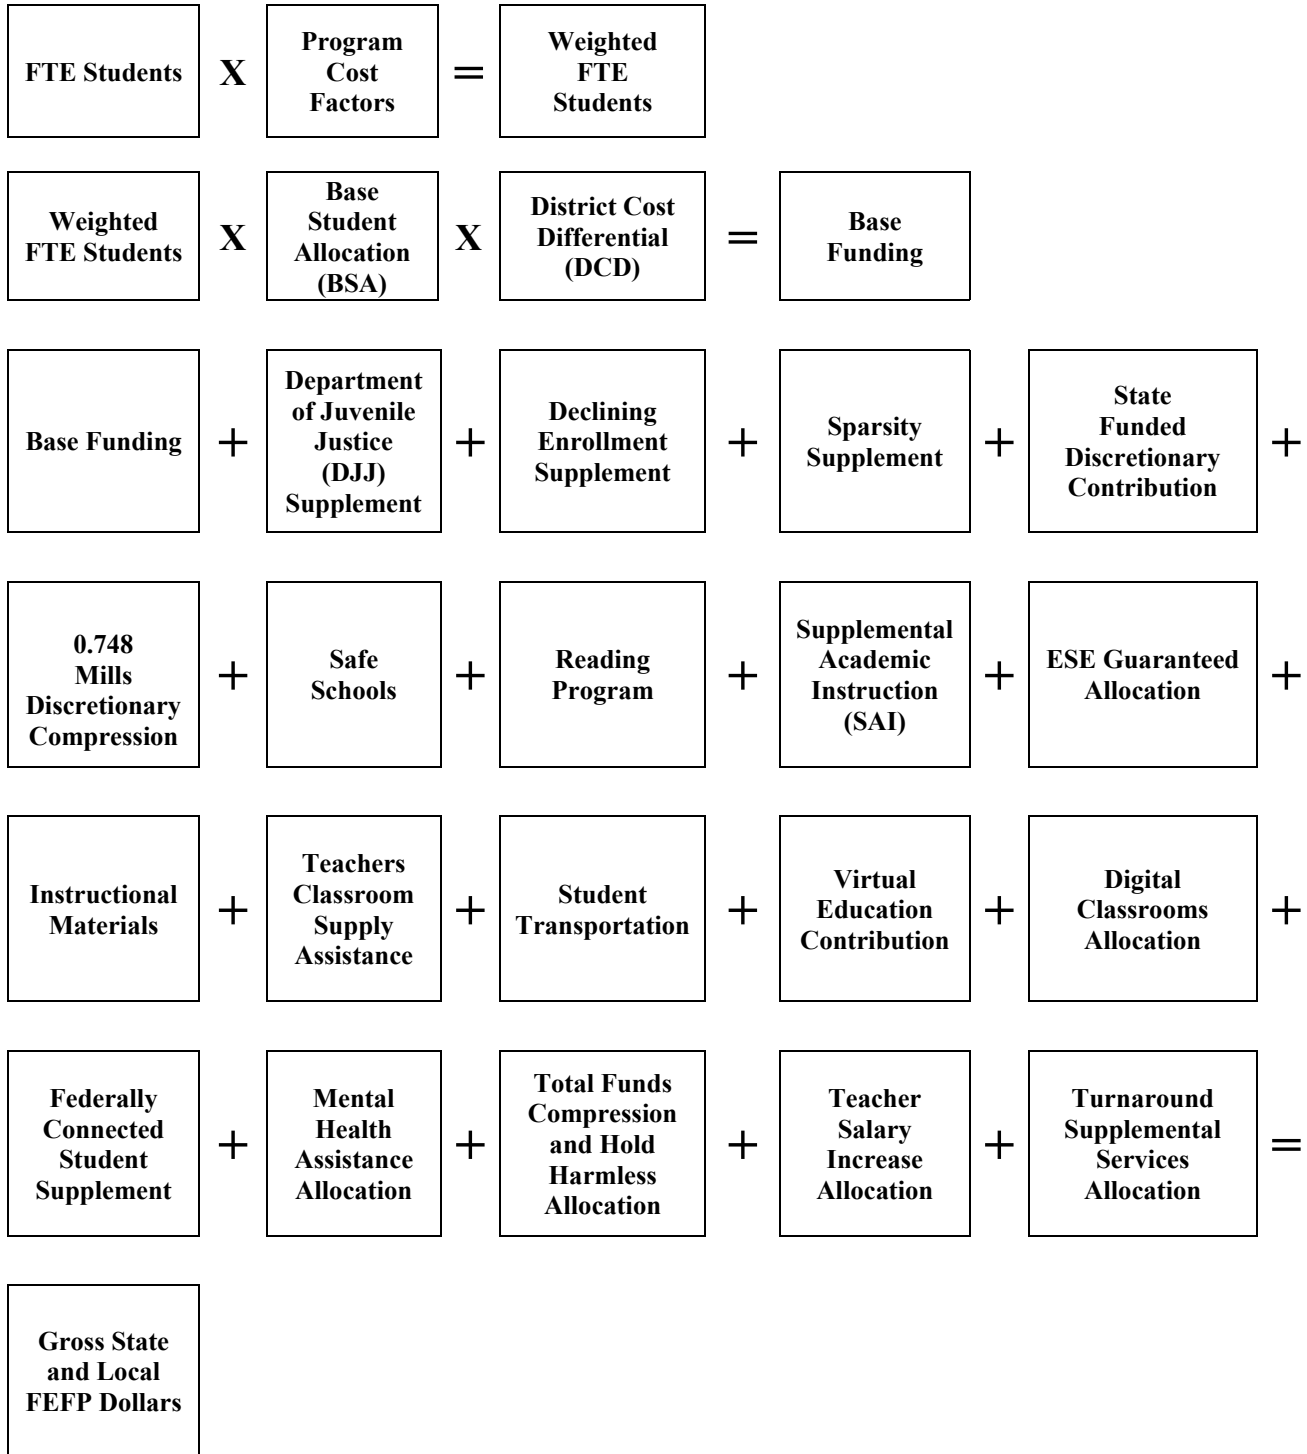 FTE Students X Program Cost Factors = Weighted FTE Students
Weighted FTE Students X Base Student Allocation (BSA) X District Cost Differential (DCD) = Base Funding
Base Funding + Department of Juvenile Justice (DJJ) Supplement + Declining Enrollment Supplement + Sparsity Supplement + State Funded Discretionary Contribution +
0.748 Mills Discretionary Compression + Safe Schools + Reading Program + Supplemental Academic Instruction (SAI) + ESE Guaranteed Allocation +
Instructional Materials + Teachers Classroom Supply Assistance + Student Transportation + Virtual Education Contribution + Digital Classrooms Allocation +
Federally Connected Student Supplement + Mental Health Assistance Allocation + Total Funds Compression and Hold Harmless Allocation + Teacher Salary Increase Allocation + Turnaround Supplemental Services Allocation =
Gross State and Local FEFP Dollars